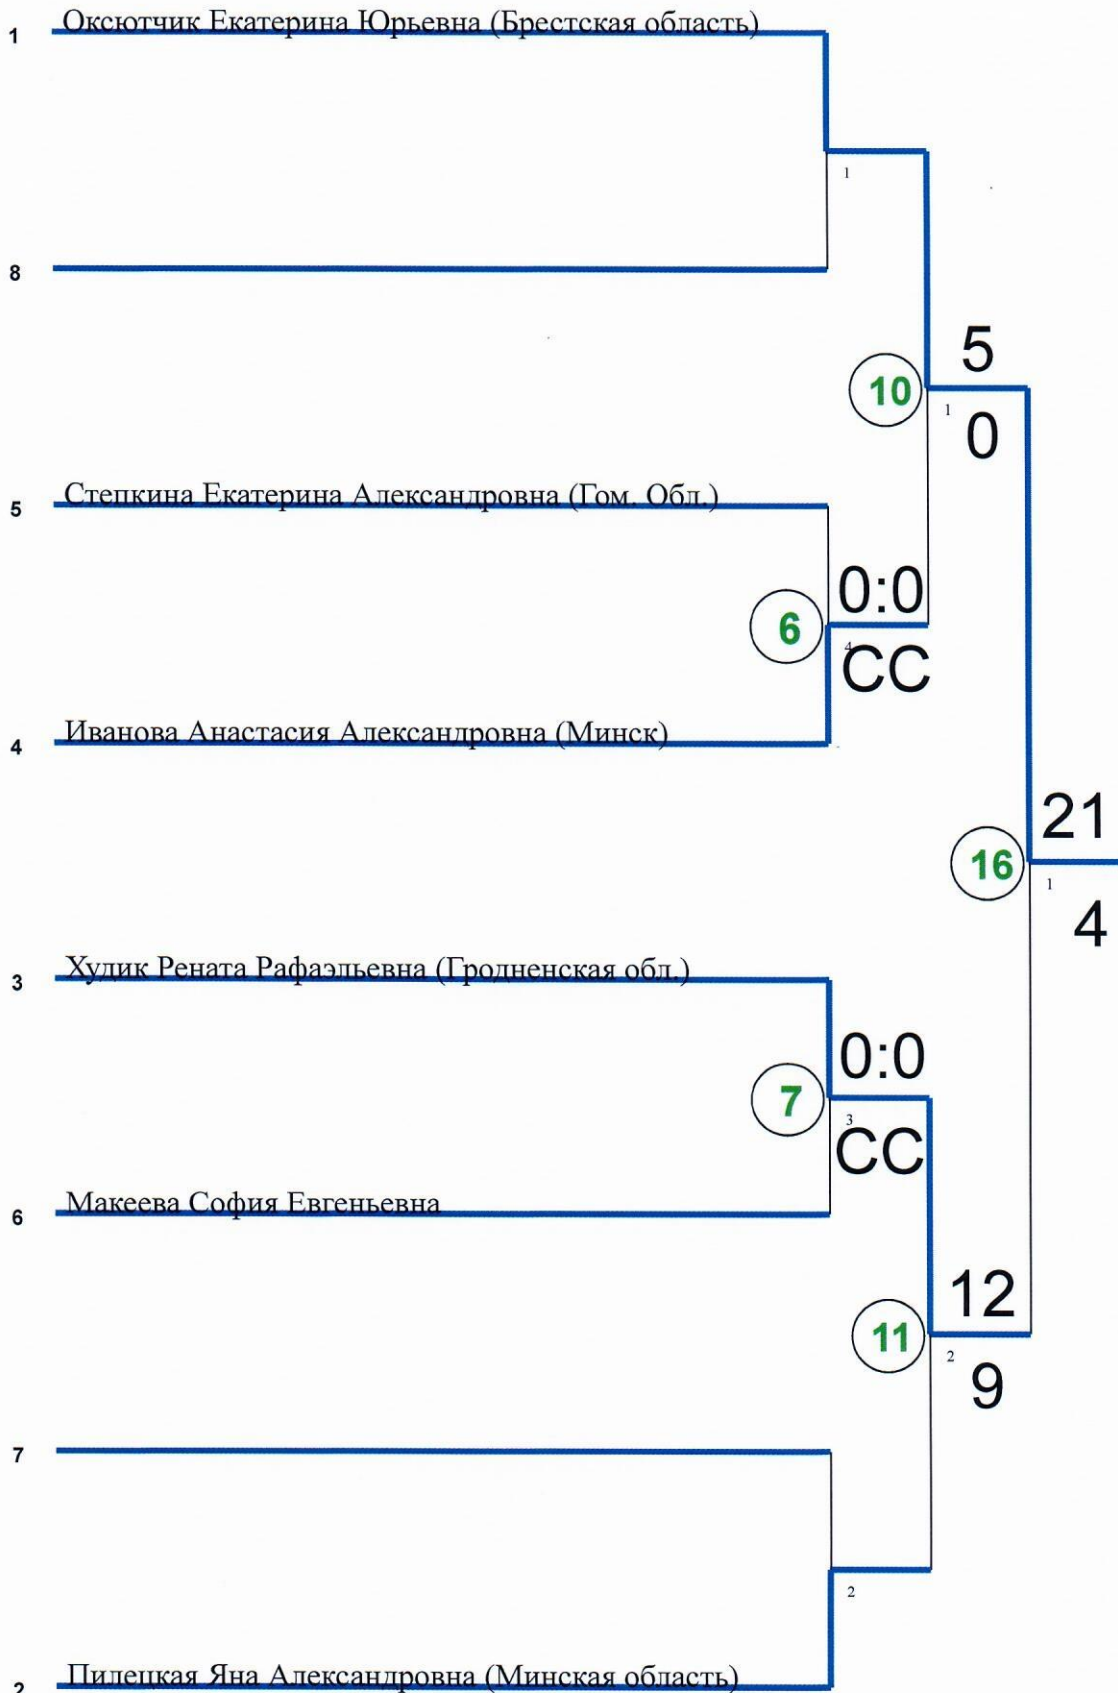 1 Оксютчик Екатерина Юрьевна (Брестская область)
1
8
5
10
1
0
5 Степкина Екатерина Александровна (Гом. Обл.)
0:0
6
4
СС
4 Иванова Анастасия Александровна (Минск)
21
16
1
4
3 Худик Рената Рафаэльевна (Гродненская обл.)
0:0
7
3
СС
6 Макеева София Евгеньевна
12
11
2
9
7
2
2 Пилецкая Яна Александровна (Минская область)